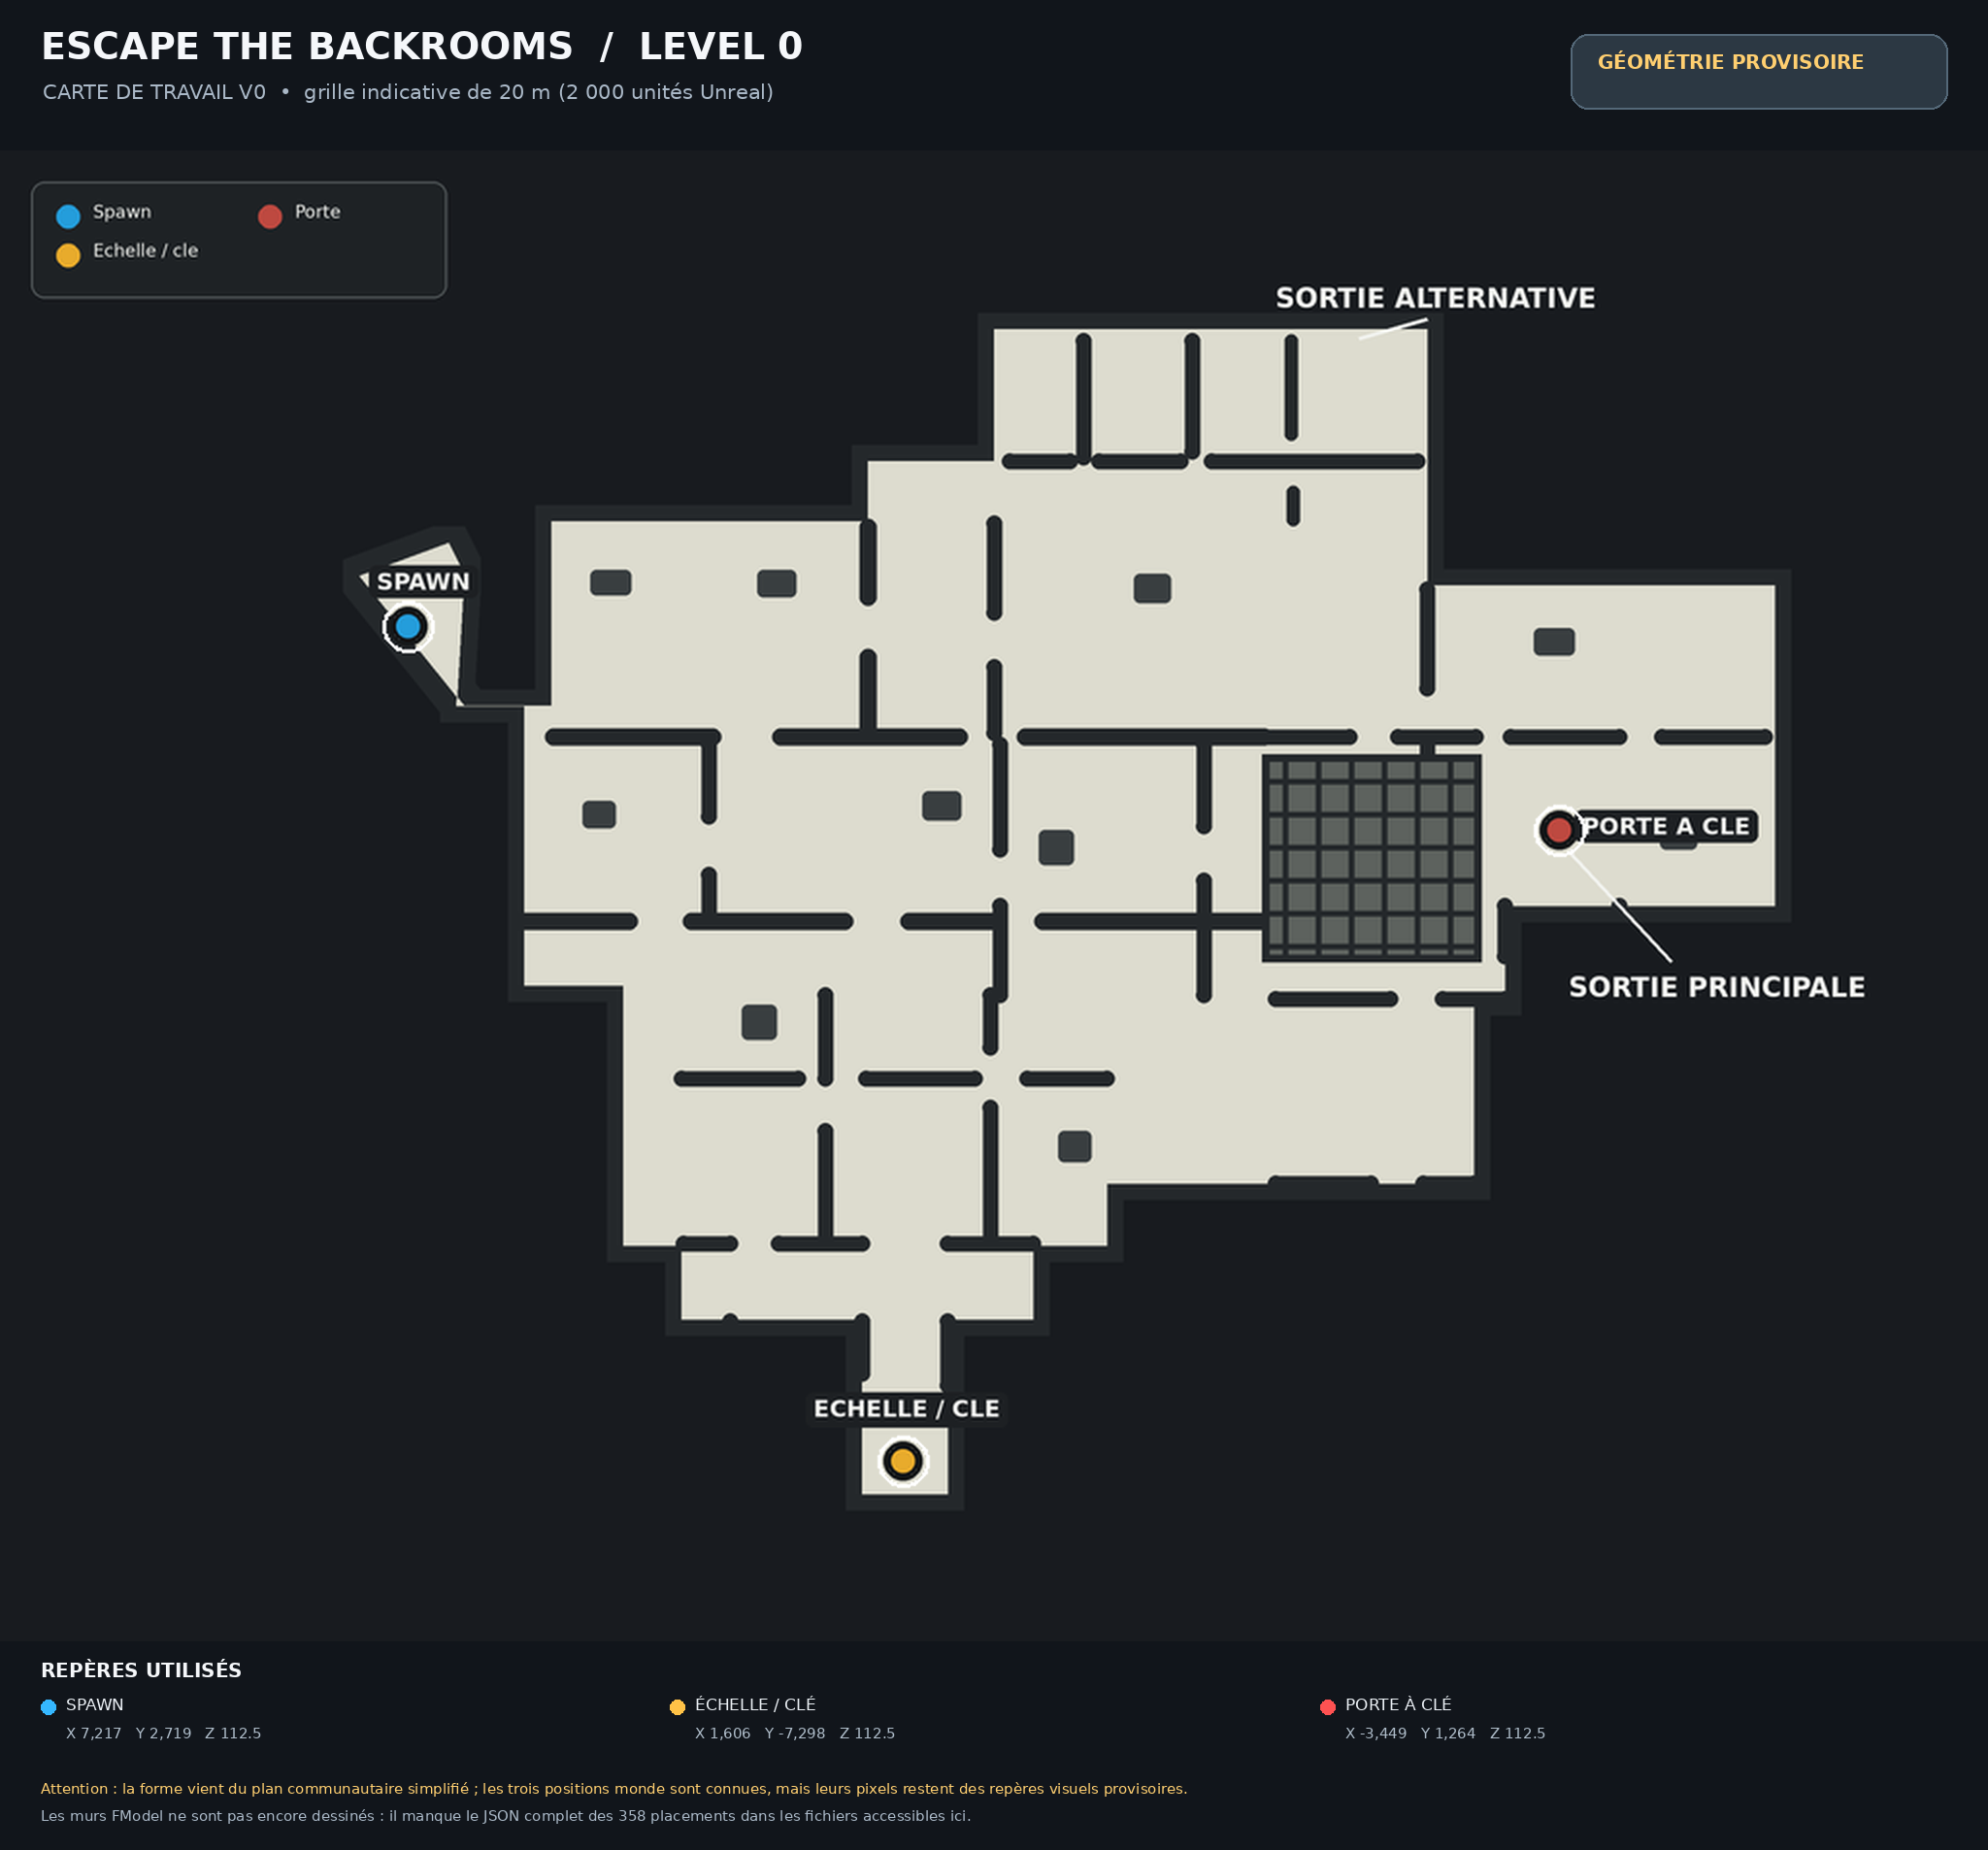 ESCAPE THE BACKROOMS / LEVEL 0
CARTE DE TRAVAIL V0 • grille indicative de 20 m (2 000 unités Unreal)
GÉOMÉTRIE PROVISOIRE
Spawn
Porte
Echelle / cle
SORTIE ALTERNATIVE
SPAWN
PORTE A CLE
SORTIE PRINCIPALE
ECHELLE / CLE
REPÈRES UTILISÉS
SPAWN
X 7,217 Y 2,719 Z 112.5
ÉCHELLE / CLÉ
X 1,606 Y -7,298 Z 112.5
PORTE À CLÉ
X -3,449 Y 1,264 Z 112.5
Attention : la forme vient du plan communautaire simplifié ; les trois positions monde sont connues, mais leurs pixels restent des repères visuels provisoires.
Les murs FModel ne sont pas encore dessinés : il manque le JSON complet des 358 placements dans les fichiers accessibles ici.